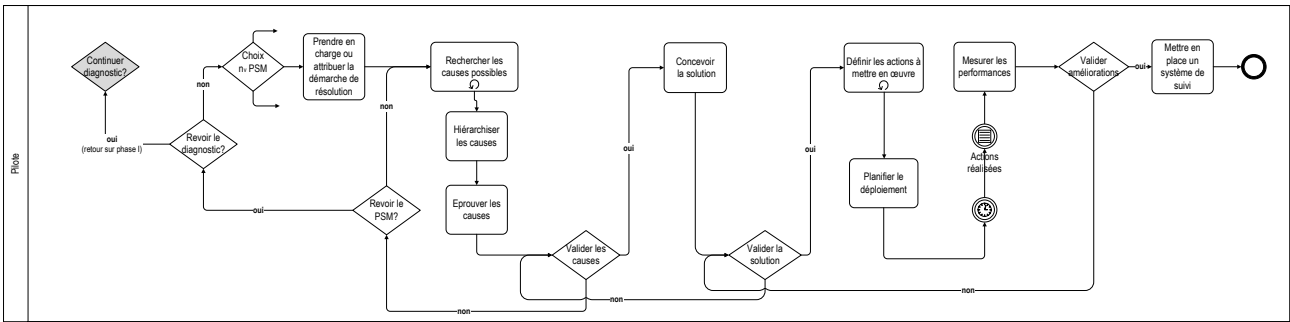 Pilote
Continuer
diagnostic?
oui
(retour sur phase I)
Revoir le
diagnostic?
non
Choix
nv PSM
Prendre en
charge ou
attribuer la
démarche de
résolution
oui
Revoir le
PSM?
non
Rechercher les
causes possibles
Hiérarchiser
les causes
Eprouver les
causes
Valider les
causes
non
oui
Concevoir
la solution
Valider la
solution
non
oui
Définir les actions à
mettre en œuvre
Planifier le
déploiement
Mesurer les
performances
Actions
réalisées
Valider
améliorations
non
oui
Mettre en
place un
système de
suivi